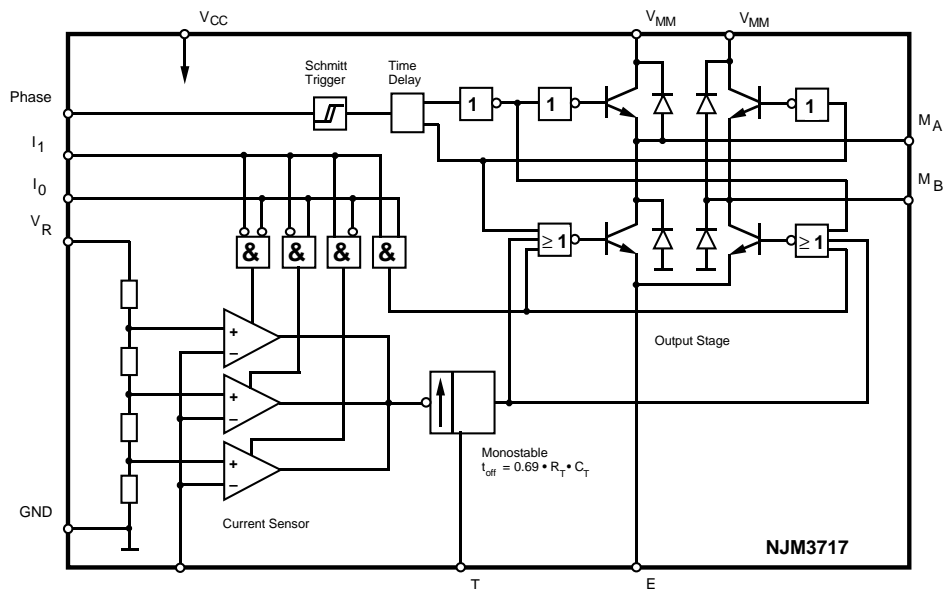 V_CC
V_MM
V_MM
Schmitt
Trigger
Time
Delay
Phase
1
1
1
M_A
I_1
M_B
I_0
V_R
& & & &
≥ 1
≥ 1
+
−
Output Stage
+
−
+
−
Monostable
t_off = 0.69 • R_T • C_T
GND
Current Sensor
NJM3717
T
E